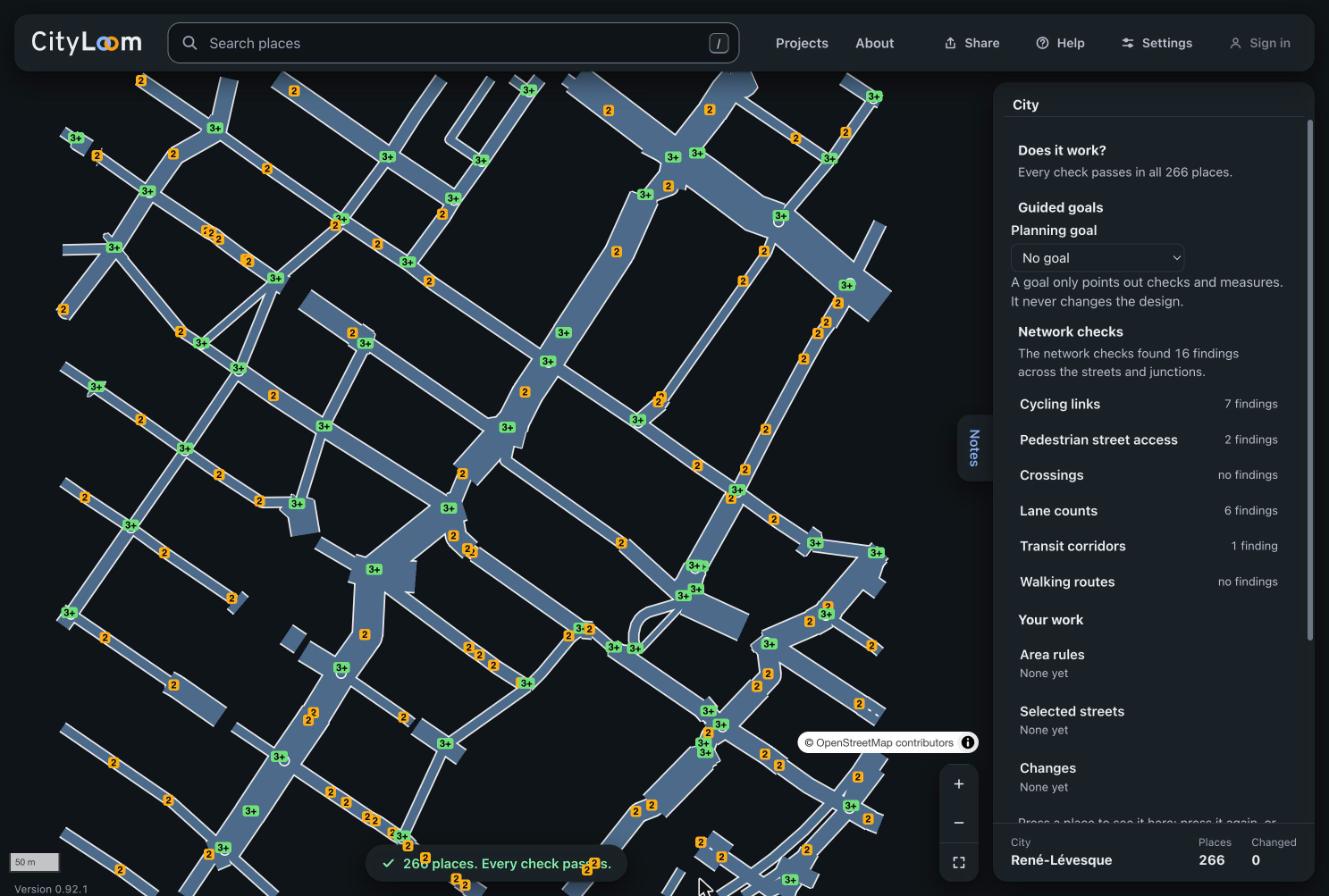 CityLoom
Search places
/
Projects
About
Share
Help
Settings
Sign in
City
Does it work?
Every check passes in all 266 places.
Guided goals
Planning goal
No goal
A goal only points out checks and measures.
It never changes the design.
Network checks
The network checks found 16 findings
across the streets and junctions.
Cycling links 7 findings
Pedestrian street access 2 findings
Crossings no findings
Lane counts 6 findings
Transit corridors 1 finding
Walking routes no findings
Your work
Area rules
None yet
Selected streets
None yet
Changes
None yet
City
René-Lévesque
Places
266
Changed
0
Notes
© OpenStreetMap contributors
+
−
266 places. Every check passes.
50 m
Version 0.92.1
2
3+